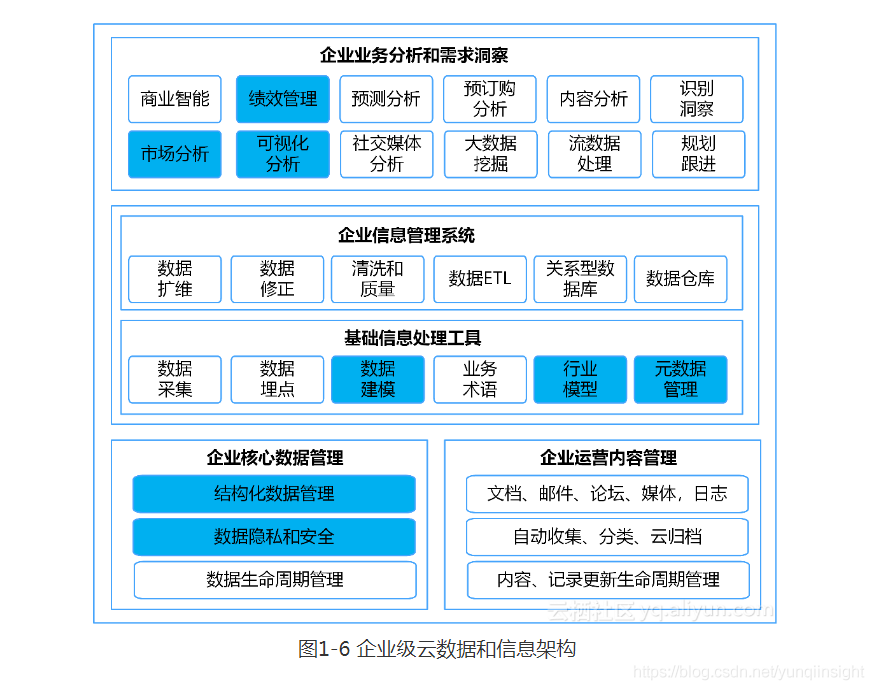 企业业务分析和需求洞察
商业智能
绩效管理
预测分析
预订购
分析
内容分析
识别
洞察
市场分析
可视化
分析
社交媒体
分析
大数据
挖掘
流数据
处理
规划
跟进
企业信息管理系统
数据
扩维
数据
修正
清洗和
质量
数据ETL
关系型数
据库
数据仓库
基础信息处理工具
数据
采集
数据
埋点
数据
建模
业务
术语
行业
模型
元数据
管理
企业核心数据管理
结构化数据管理
数据隐私和安全
数据生命周期管理
企业运营内容管理
文档、邮件、论坛、媒体，日志
自动收集、分类、云归档
内容、记录更新生命周期管理
云栖社区 yq.aliyun.com
图1-6 企业级云数据和信息架构
https://blog.csdn.net/yunqiinsight